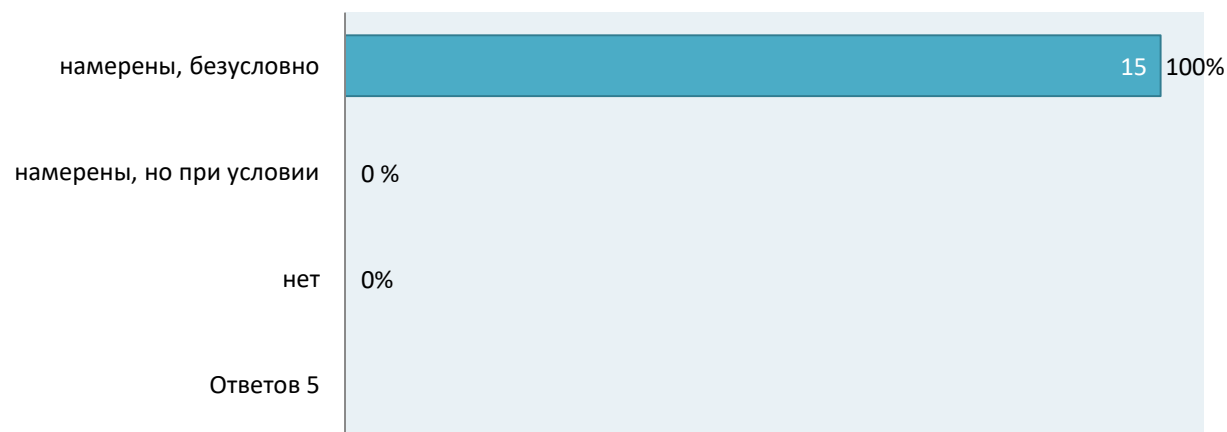 намерены, безусловно 15 100%
намерены, но при условии 0 %
нет 0%
Ответов 5